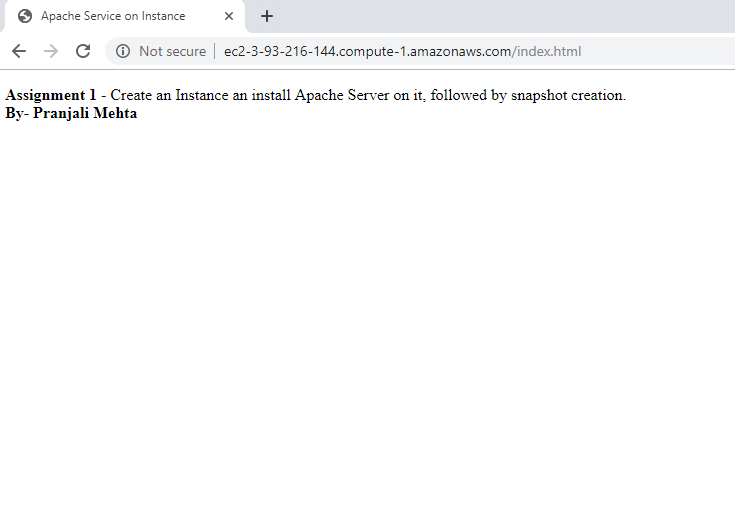 Apache Service on Instance
Not secure | ec2-3-93-216-144.compute-1.amazonaws.com/index.html
Assignment 1 - Create an Instance an install Apache Server on it, followed by snapshot creation.
By- Pranjali Mehta